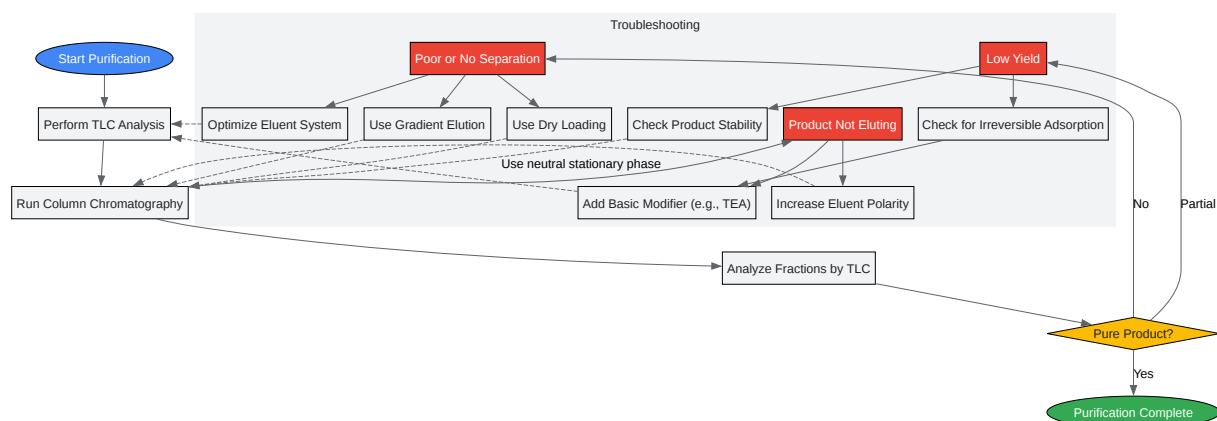 Troubleshooting
Start Purification
Poor or No Separation
Low Yield
Perform TLC Analysis
Optimize Eluent System
Use Gradient Elution
Use Dry Loading
Check Product Stability
Product Not Eluting
Check for Irreversible Adsorption
Use neutral stationary phase
Run Column Chromatography
Add Basic Modifier (e.g., TEA)
Increase Eluent Polarity
No
Partial
Analyze Fractions by TLC
Pure Product?
Yes
Purification Complete